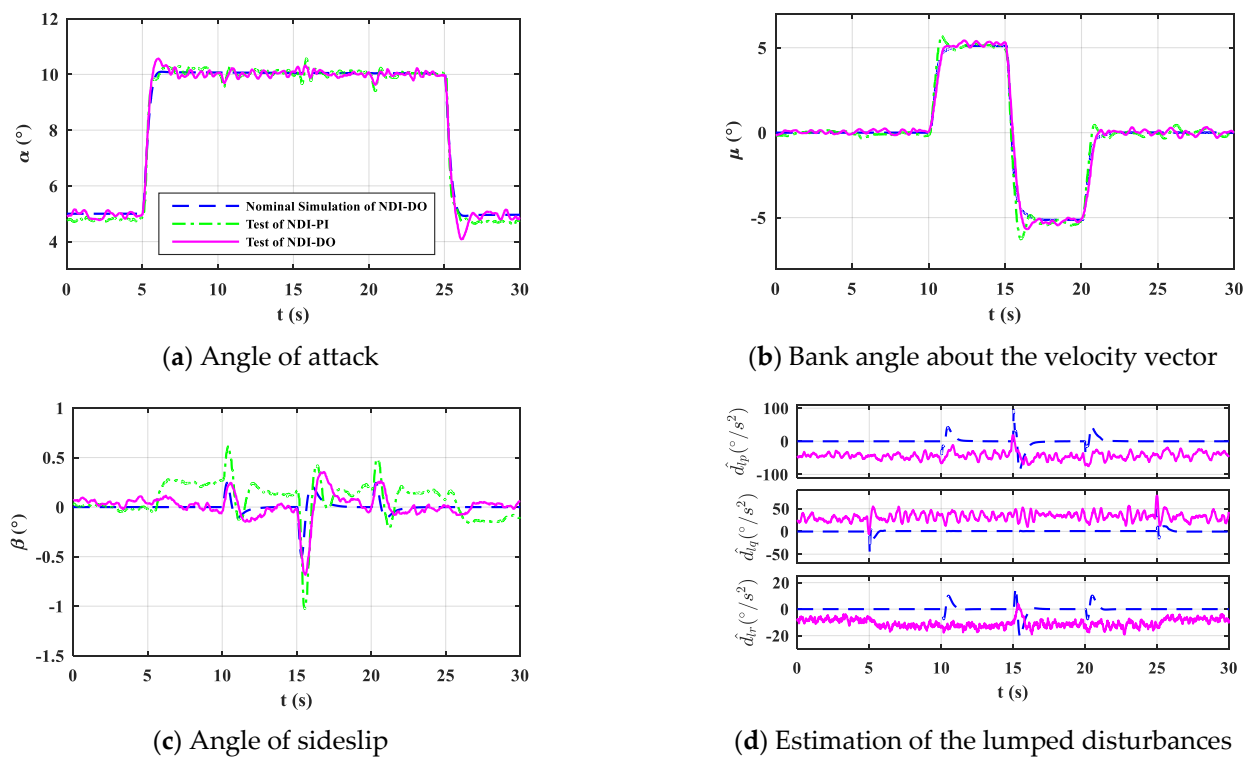 12
10
8
6
4
α (°)
Nominal Simulation of NDI-DO
Test of NDI-PI
Test of NDI-DO
0 5 10 15 20 25 30
t (s)
(a) Angle of attack
5
0
-5
μ (°)
0 5 10 15 20 25 30
t (s)
(b) Bank angle about the velocity vector
1
0.5
0
-0.5
-1
-1.5
β (°)
0 5 10 15 20 25 30
t (s)
(c) Angle of sideslip
100
0
-100
d̂_lp(°/s²)
50
0
-50
d̂_lq(°/s²)
20
0
-20
d̂_lr(°/s²)
0 5 10 15 20 25 30
t (s)
(d) Estimation of the lumped disturbances